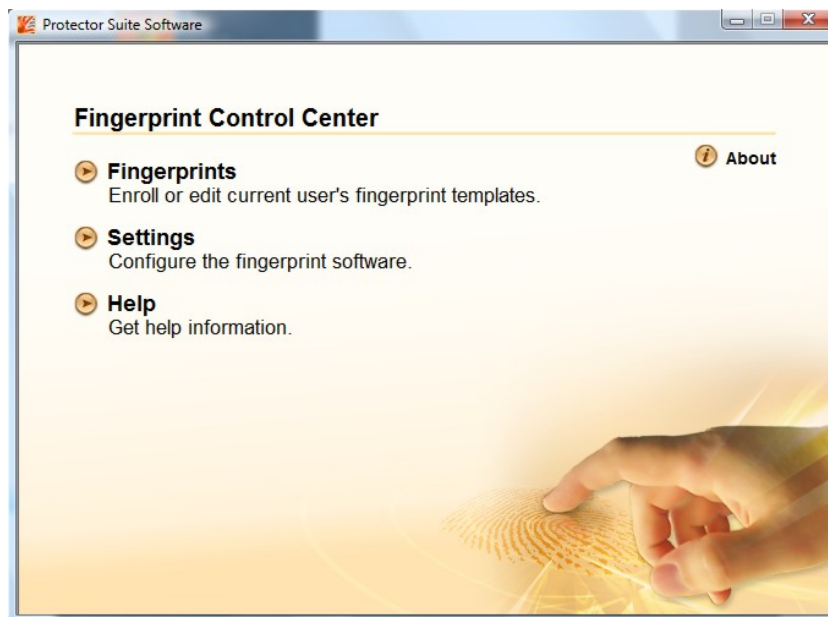 Protector Suite Software
Fingerprint Control Center
About
Fingerprints
Enroll or edit current user's fingerprint templates.
Settings
Configure the fingerprint software.
Help
Get help information.